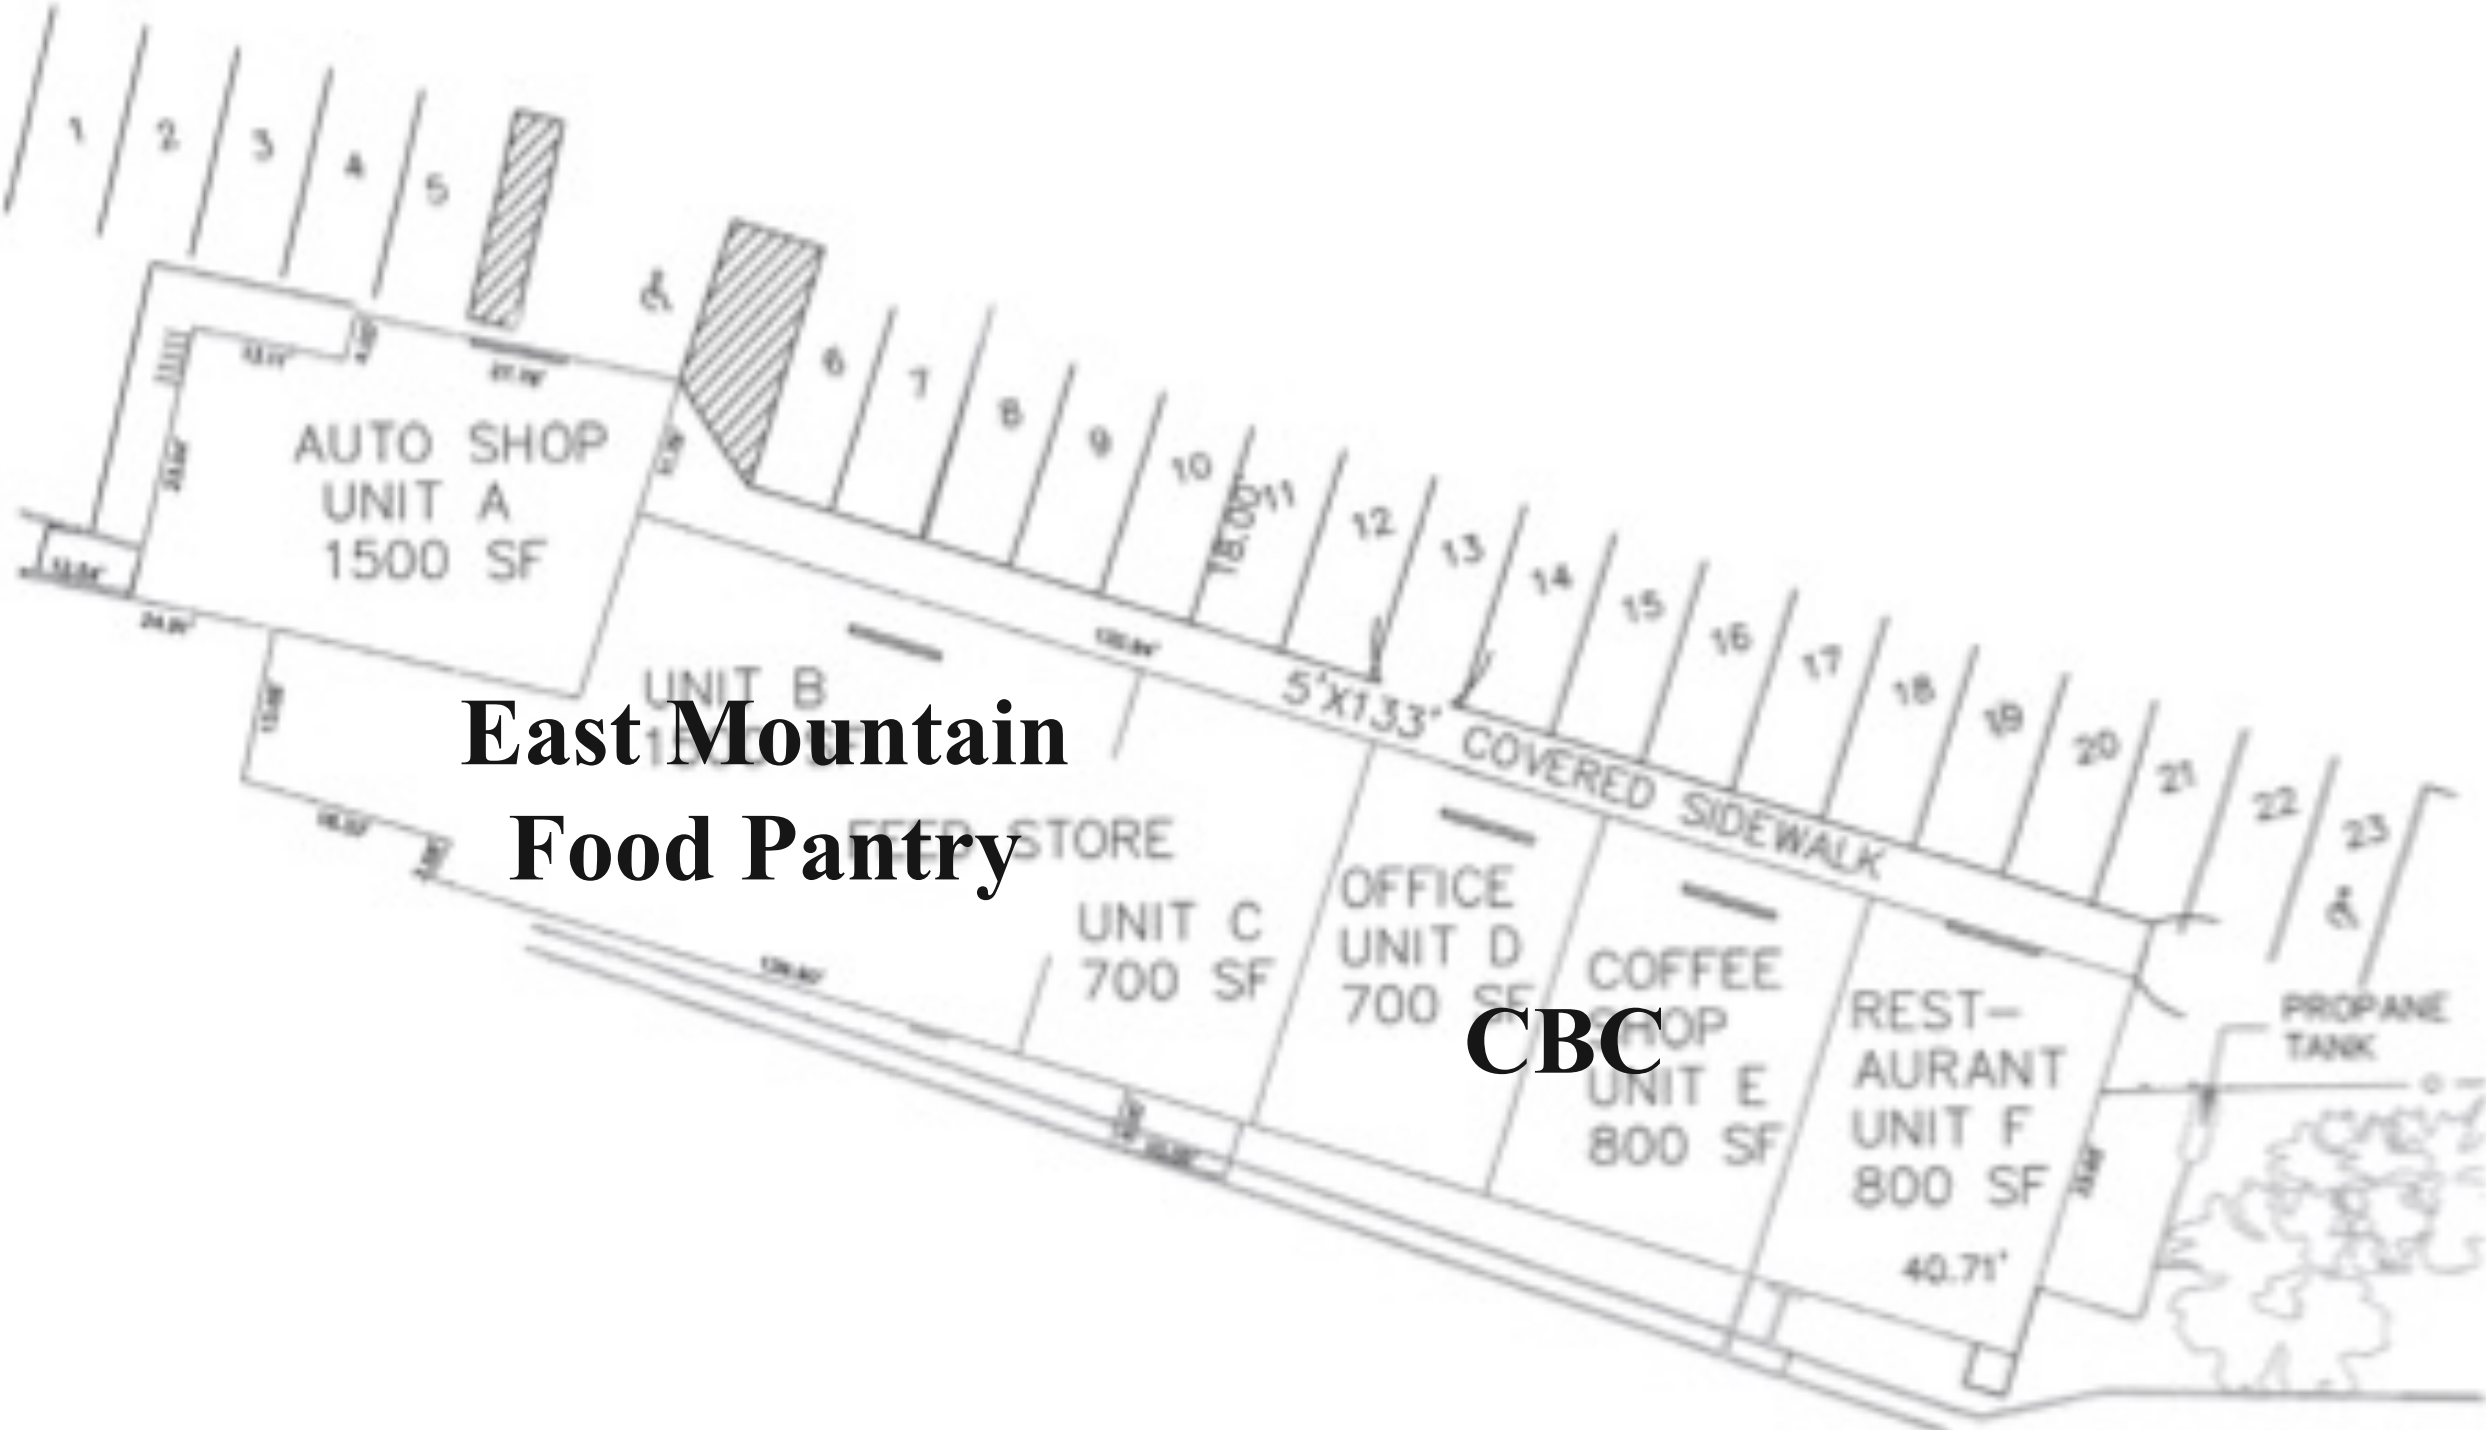 1
2
3
4
5
6
7
8
9
10
11
12
13
14
15
16
17
18
19
20
21
22
23
18.00'
AUTO SHOP
UNIT A
1500 SF
UNIT B
1500 SF
East Mountain
Food Pantry
FEED STORE
UNIT C
700 SF
5'X133' COVERED SIDEWALK
OFFICE
UNIT D
700 SF
CBC
COFFEE
SHOP
UNIT E
800 SF
REST-
AURANT
UNIT F
800 SF
40.71'
PROPANE
TANK